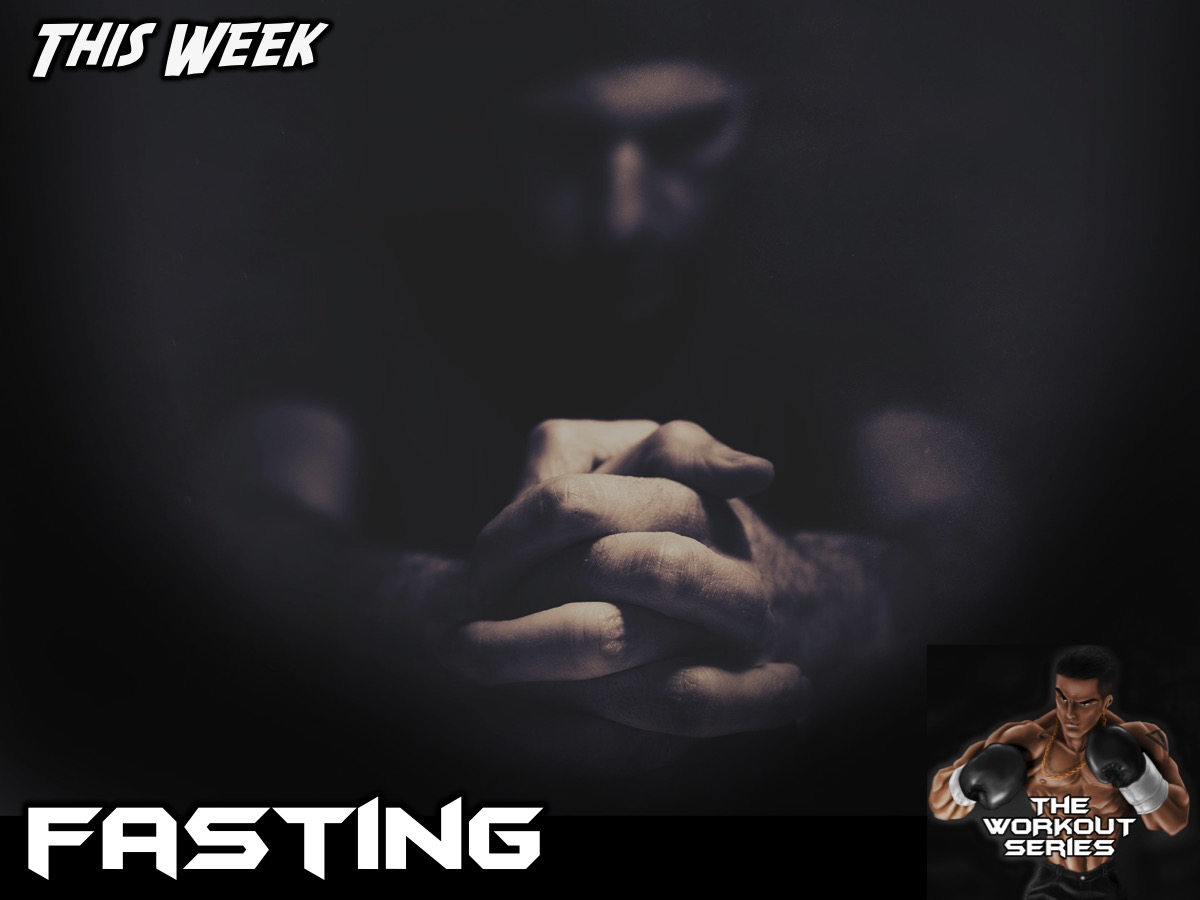 THIS WEEK
FASTING
THE
WORKOUT
SERIES